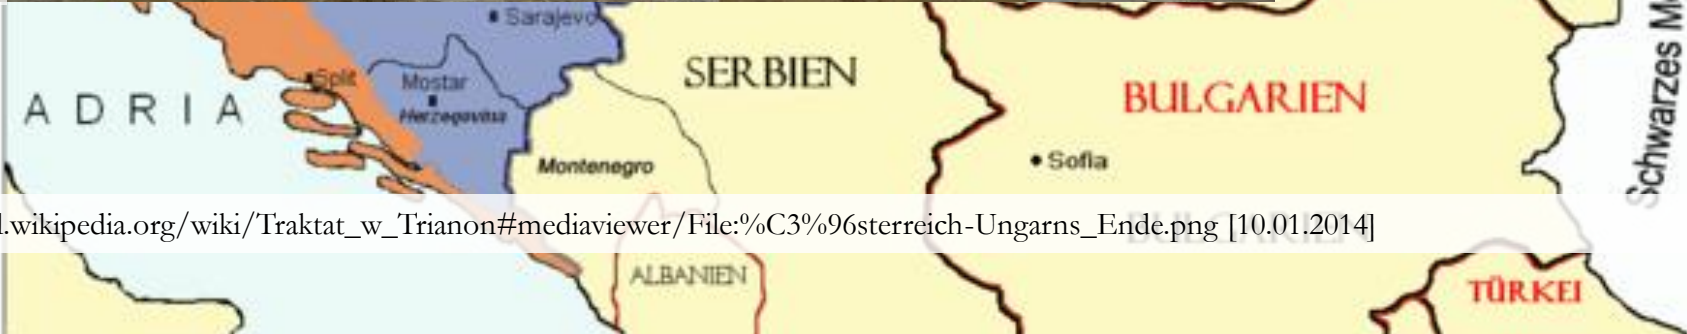 Sarajevo
Split
Mostar
Herzegovina
ADRIA
SERBIEN
BULGARIEN
Schwarzes M
Sofia
Montenegro
l.wikipedia.org/wiki/Traktat_w_Trianon#mediaviewer/File:%C3%96sterreich-Ungarns_Ende.png [10.01.2014]
BULGARIEN
ALBANIEN
TÜRKEI